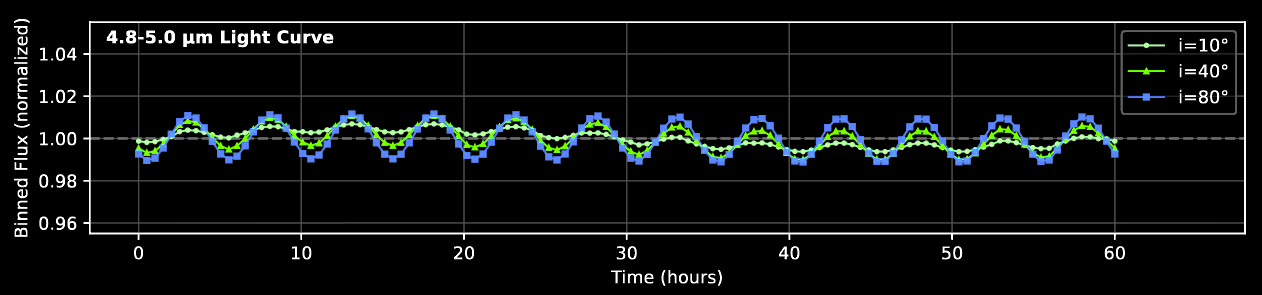 4.8-5.0 μm Light Curve
i=10°
i=40°
i=80°
Binned Flux (normalized)
1.04
1.02
1.00
0.98
0.96
0
10
20
30
40
50
60
Time (hours)